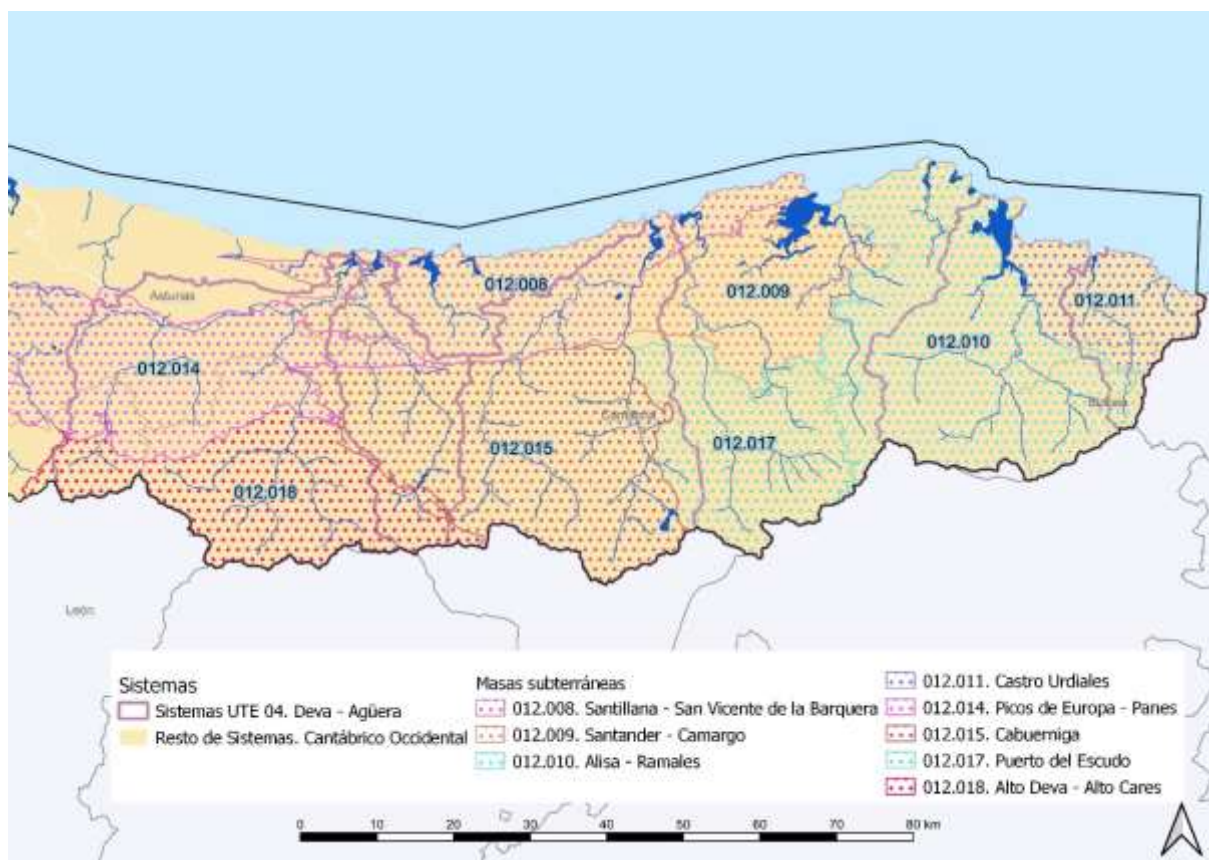 012.008
012.009
012.011
Asturias
012.010
012.014
012.015
012.017
012.018
León
Sistemas
Sistemas UTE 04. Deva - Agüera
Resto de Sistemas. Cantábrico Occidental
Masas subterráneas
012.008. Santillana - San Vicente de la Barquera
012.009. Santander - Camargo
012.010. Alisa - Ramales
012.011. Castro Urdiales
012.014. Picos de Europa - Panes
012.015. Cabuerniga
012.017. Puerto del Escudo
012.018. Alto Deva - Alto Cares
0 10 20 30 40 50 60 70 80 km